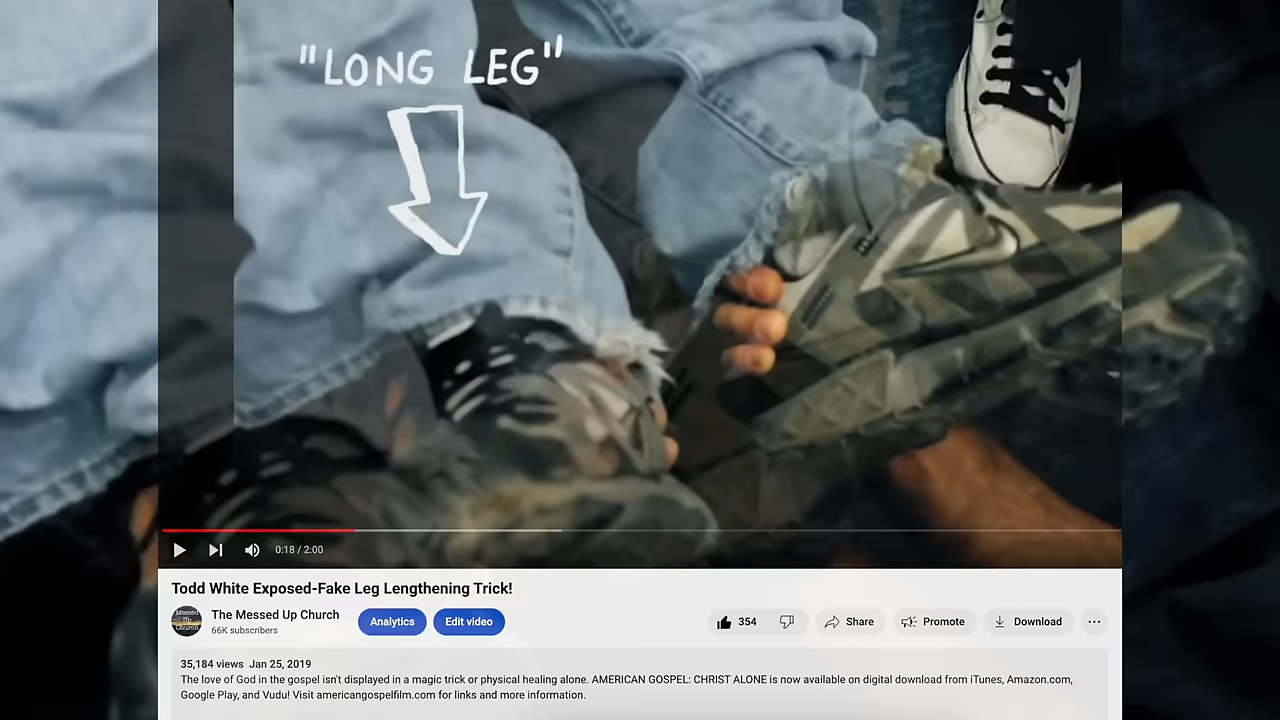 "LONG LEG"
0:18 / 2:00
Todd White Exposed-Fake Leg Lengthening Trick!
Messed Up Church
The Messed Up Church
Analytics
Edit video
354
Share
Promote
Download
66K subscribers
35,184 views Jan 25, 2019
The love of God in the gospel isn't displayed in a magic trick or physical healing alone. AMERICAN GOSPEL: CHRIST ALONE is now available on digital download from iTunes, Amazon.com,
Google Play, and Vudu! Visit americangospelfilm.com for links and more information.